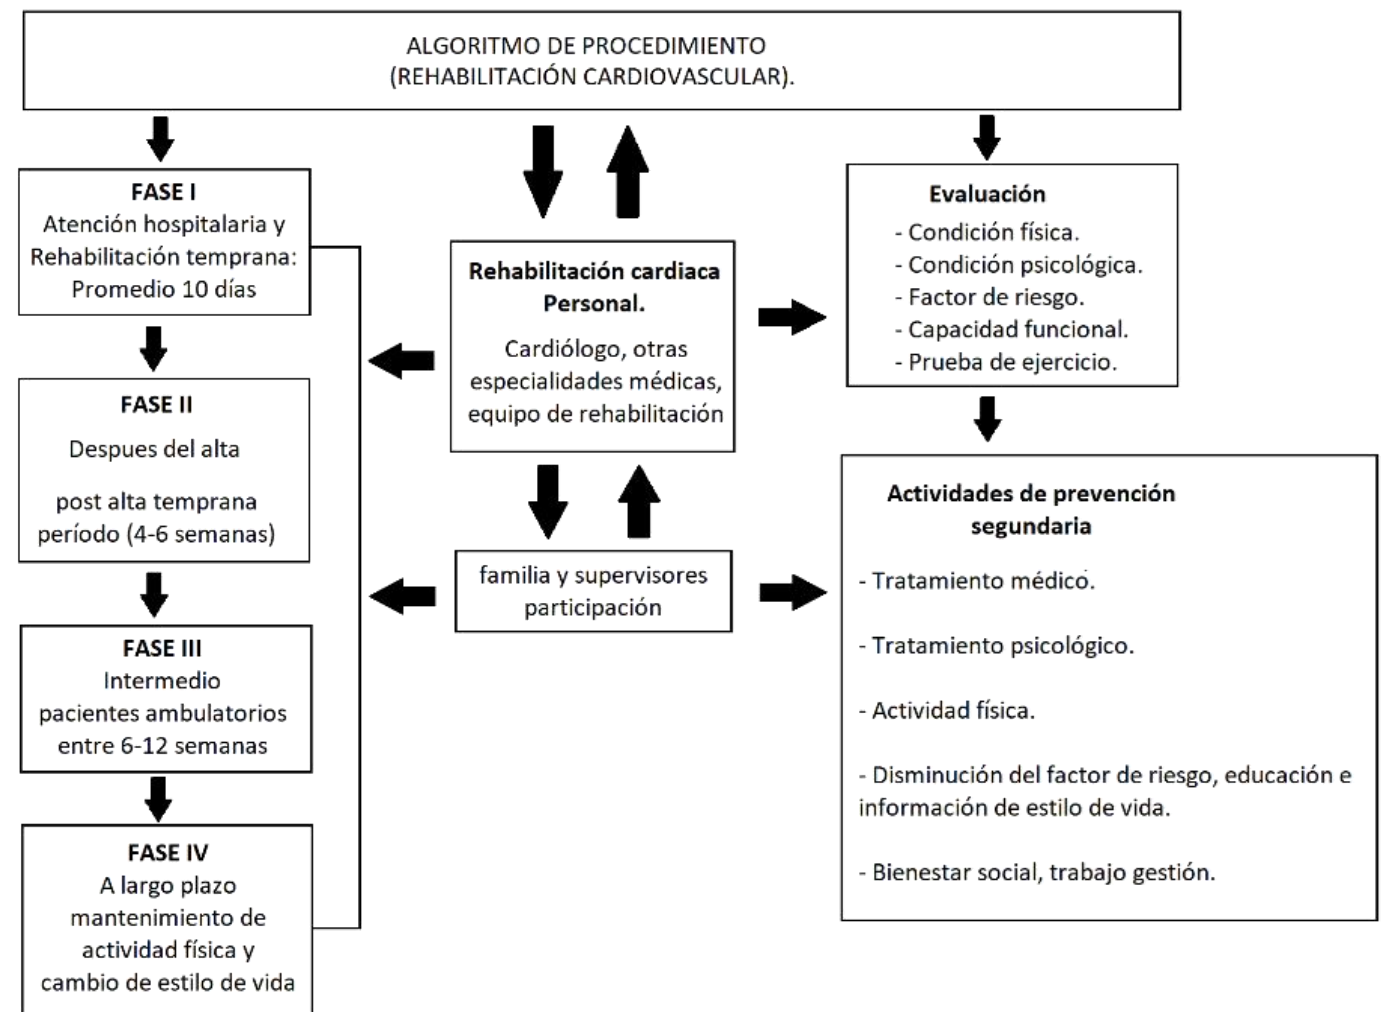 ALGORITMO DE PROCEDIMIENTO
(REHABILITACIÓN CARDIOVASCULAR).
FASE I
Atención hospitalaria y
Rehabilitación temprana:
Promedio 10 días
FASE II
Despues del alta
post alta temprana
período (4-6 semanas)
FASE III
Intermedio
pacientes ambulatorios
entre 6-12 semanas
FASE IV
A largo plazo
mantenimiento de
actividad física y
cambio de estilo de vida
Rehabilitación cardiaca
Personal.
Cardiólogo, otras
especialidades médicas,
equipo de rehabilitación
familia y supervisores
participación
Evaluación
- Condición física.
- Condición psicológica.
- Factor de riesgo.
- Capacidad funcional.
- Prueba de ejercicio.
Actividades de prevención
segundaria
- Tratamiento médico.
- Tratamiento psicológico.
- Actividad física.
- Disminución del factor de riesgo, educación e
información de estilo de vida.
- Bienestar social, trabajo gestión.